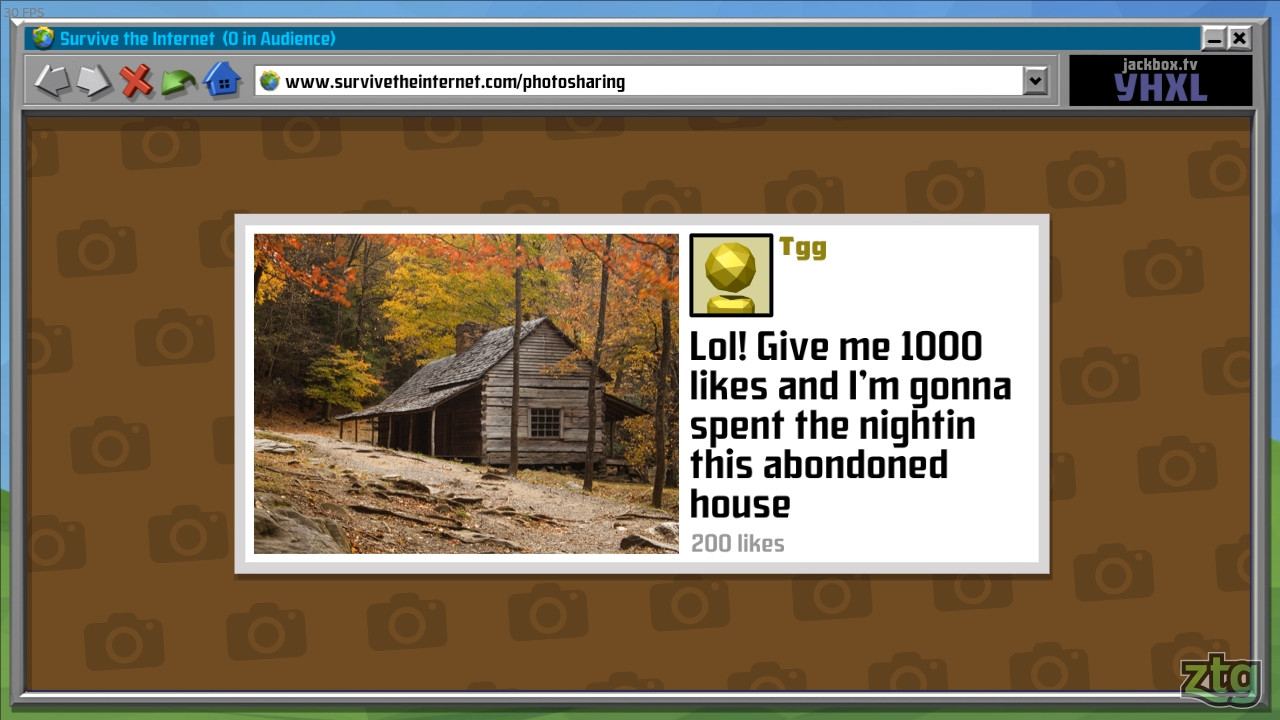 30 FPS
Survive the Internet (0 in Audience)
www.survivetheinternet.com/photosharing
jackbox.tv
YHXL
Tgg
Lol! Give me 1000
likes and I'm gonna
spent the nightin
this abondoned
house
200 likes
ztg